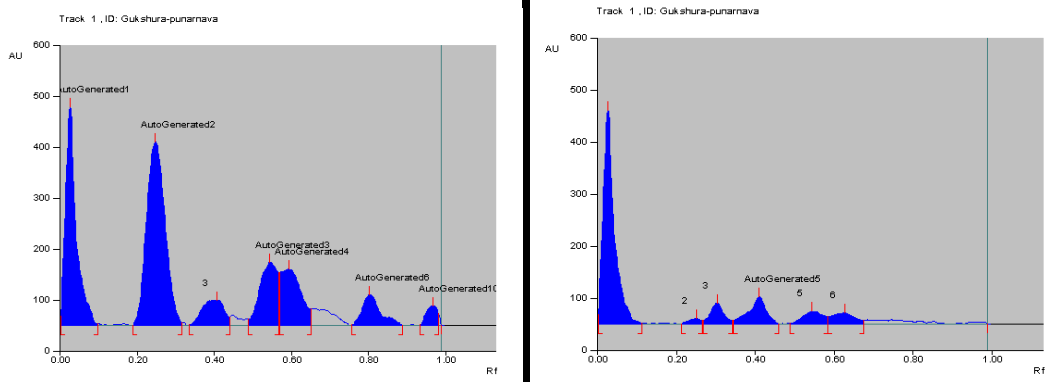 Track 1 , ID: Gukshura-punarnava
AU
600
500
400
300
200
100
0
AutoGenerated1
AutoGenerated2
3
AutoGenerated3
AutoGenerated4
AutoGenerated6
AutoGenerated10
0.00 0.20 0.40 0.60 0.80 1.00
Rf
Track 1 , ID: Gukshura-punarnava
AU
600
500
400
300
200
100
0
2
3
AutoGenerated5
5
6
0.00 0.20 0.40 0.60 0.80 1.00
Rf